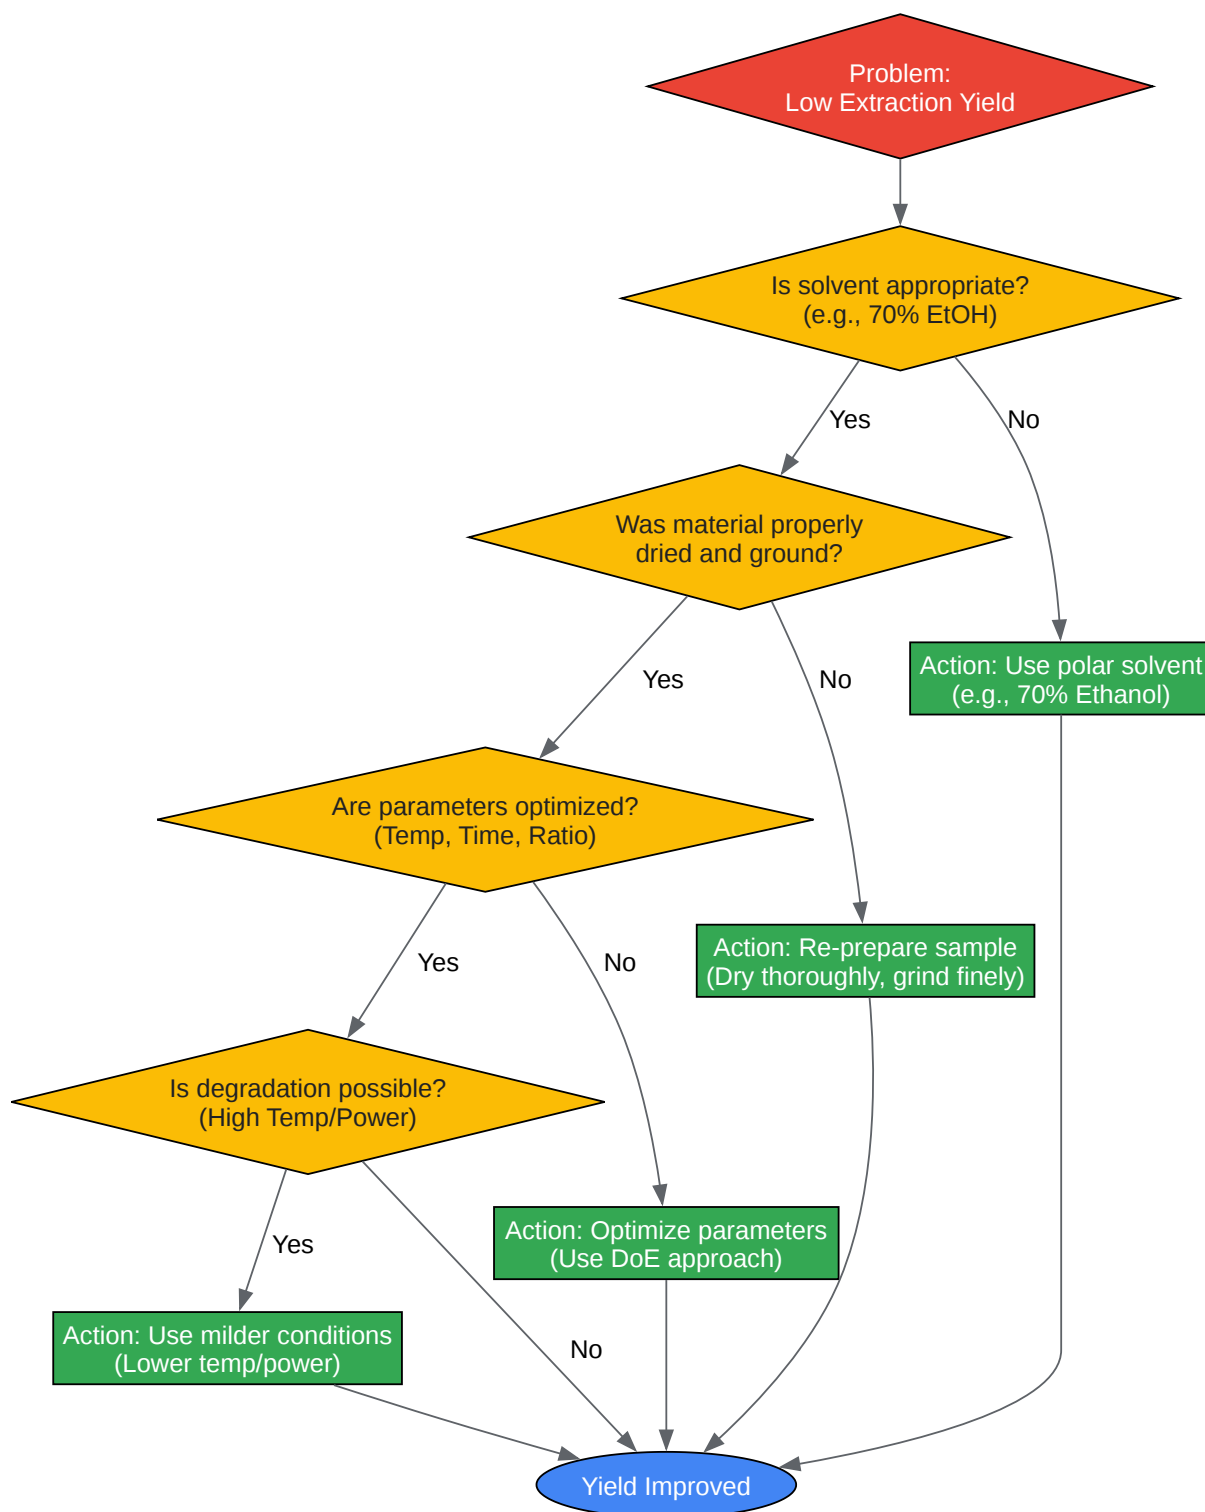 Problem:
Low Extraction Yield
Is solvent appropriate?
(e.g., 70% EtOH)
Yes
No
Was material properly
dried and ground?
Yes
No
Action: Use polar solvent
(e.g., 70% Ethanol)
Are parameters optimized?
(Temp, Time, Ratio)
Yes
No
Action: Re-prepare sample
(Dry thoroughly, grind finely)
Is degradation possible?
(High Temp/Power)
Yes
No
Action: Optimize parameters
(Use DoE approach)
Action: Use milder conditions
(Lower temp/power)
Yield Improved